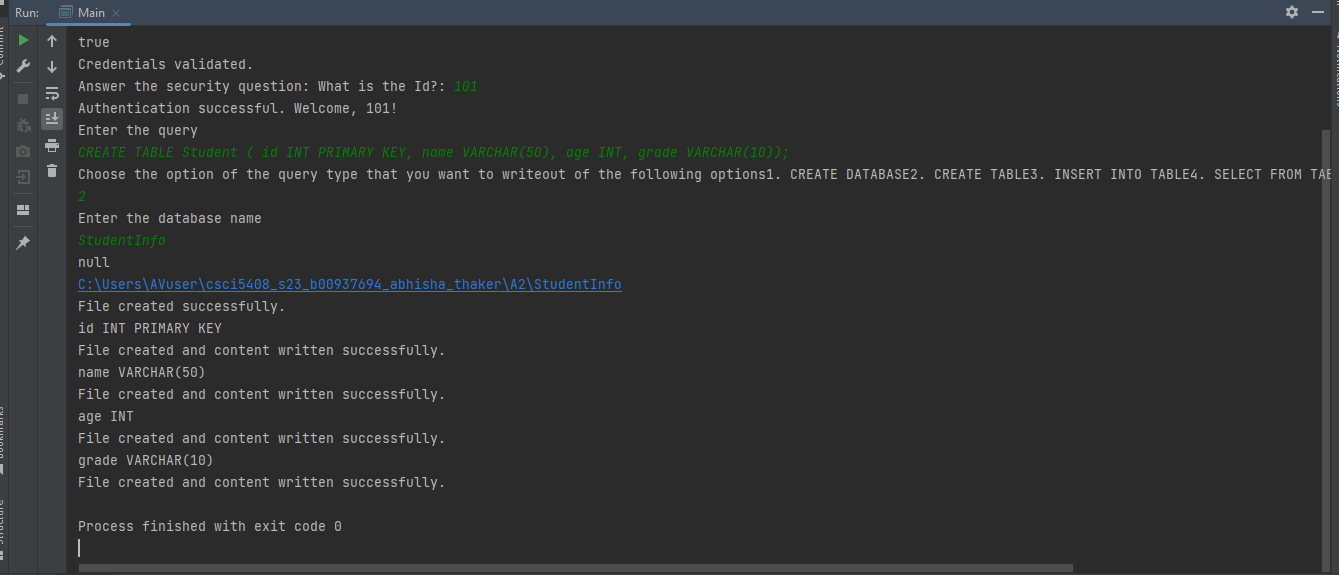 Run: Main
true
Credentials validated.
Answer the security question: What is the Id?: 101
Authentication successful. Welcome, 101!
Enter the query
CREATE TABLE Student ( id INT PRIMARY KEY, name VARCHAR(50), age INT, grade VARCHAR(10));
Choose the option of the query type that you want to writeout of the following options1. CREATE DATABASE2. CREATE TABLE3. INSERT INTO TABLE4. SELECT FROM TAB
2
Enter the database name
StudentInfo
null
C:\Users\AVuser\csci5408_s23_b00937694_abhisha_thaker\A2\StudentInfo
File created successfully.
id INT PRIMARY KEY
File created and content written successfully.
name VARCHAR(50)
File created and content written successfully.
age INT
File created and content written successfully.
grade VARCHAR(10)
File created and content written successfully.
Process finished with exit code 0